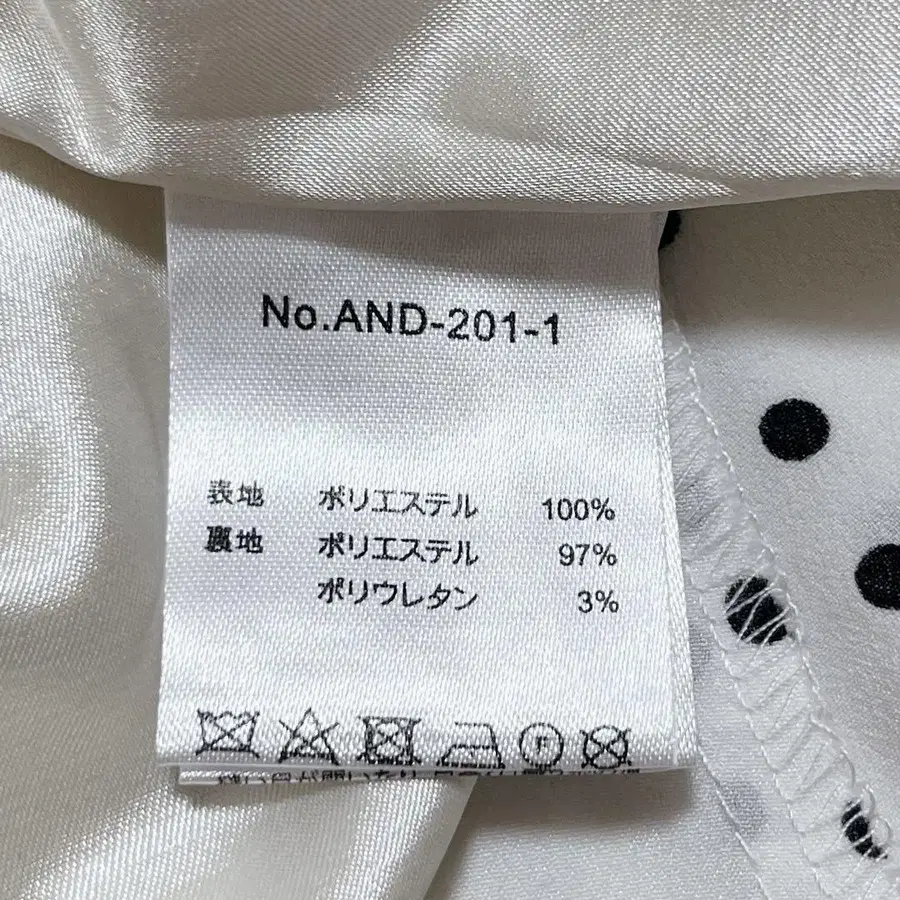 No.AND-201-1
表地 ポリエステル 100%
裏地 ポリエステル 97%
ポリウレタン 3%
F